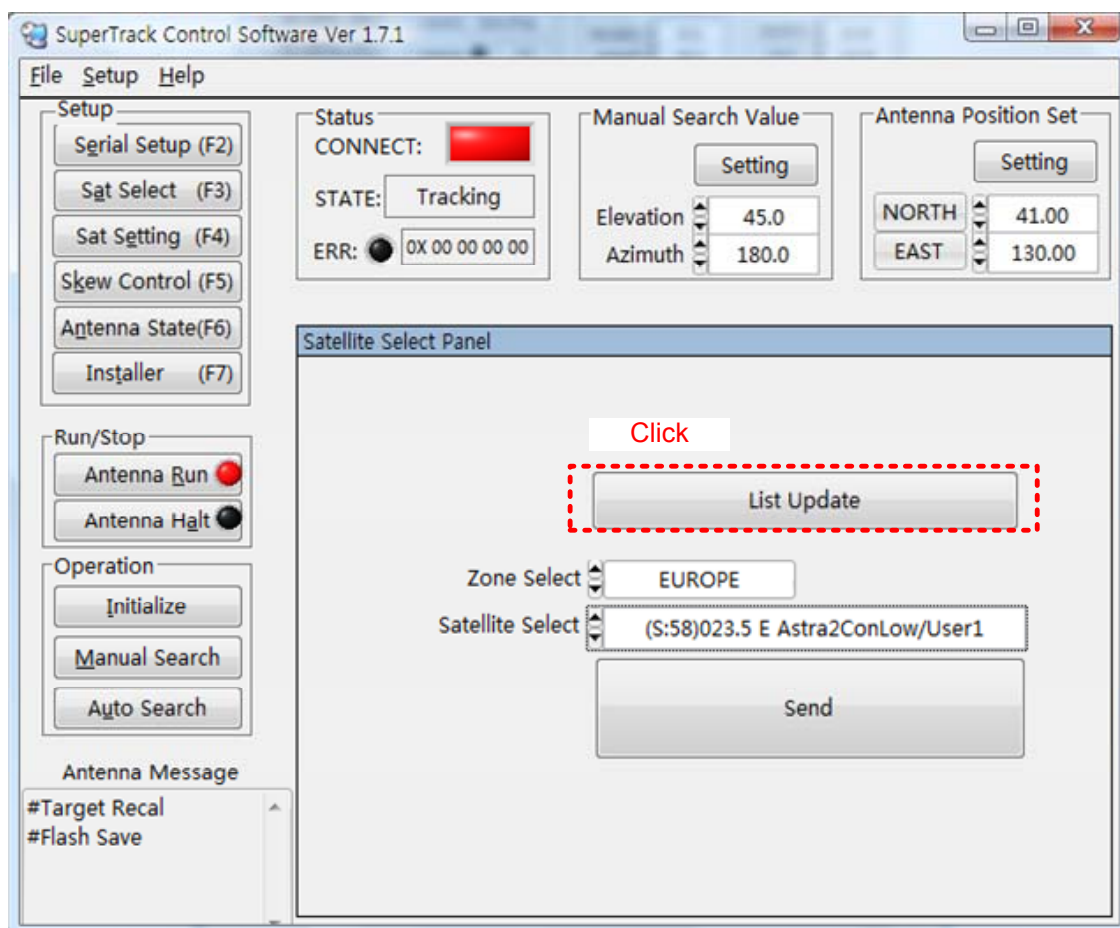 SuperTrack Control Software Ver 1.7.1
File Setup Help
Setup
Serial Setup (F2)
Sat Select (F3)
Sat Setting (F4)
Skew Control (F5)
Antenna State(F6)
Installer (F7)
Run/Stop
Antenna Run
Antenna Halt
Operation
Initialize
Manual Search
Auto Search
Antenna Message
#Target Recal
#Flash Save
Status
CONNECT:
STATE: Tracking
ERR: 0X 00 00 00 00
Manual Search Value
Setting
Elevation 45.0
Azimuth 180.0
Antenna Position Set
Setting
NORTH 41.00
EAST 130.00
Satellite Select Panel
Click
List Update
Zone Select EUROPE
Satellite Select (S:58)023.5 E Astra2ConLow/User1
Send